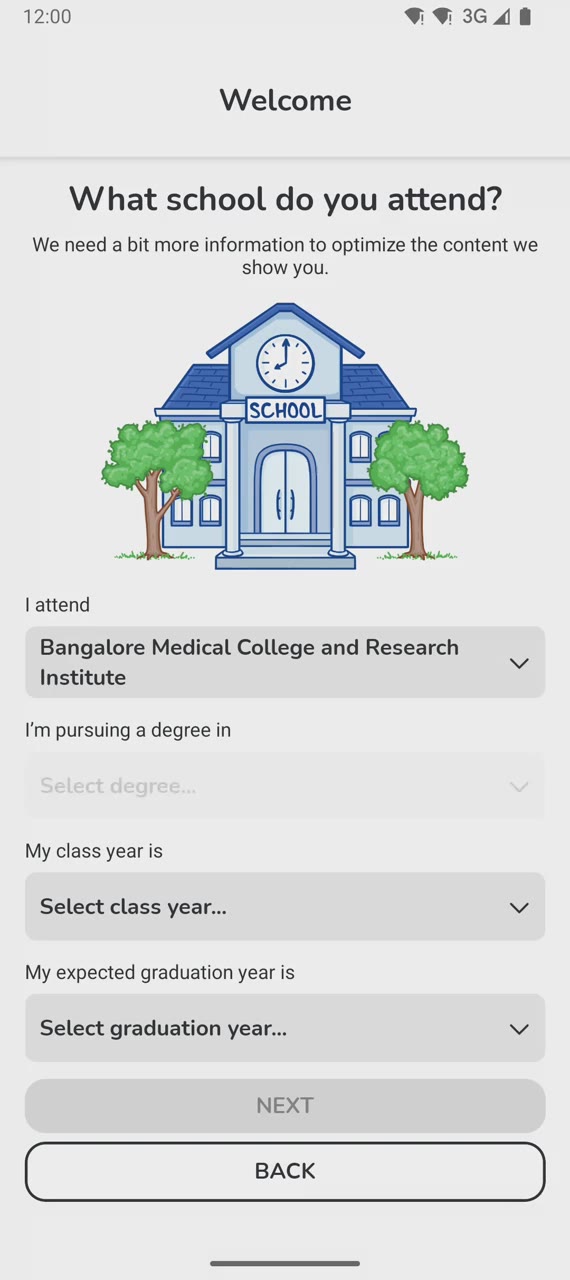 12:00
3G
Welcome
What school do you attend?
We need a bit more information to optimize the content we
show you.
SCHOOL
I attend
Bangalore Medical College and Research
Institute
I’m pursuing a degree in
Select degree...
My class year is
Select class year...
My expected graduation year is
Select graduation year...
NEXT
BACK